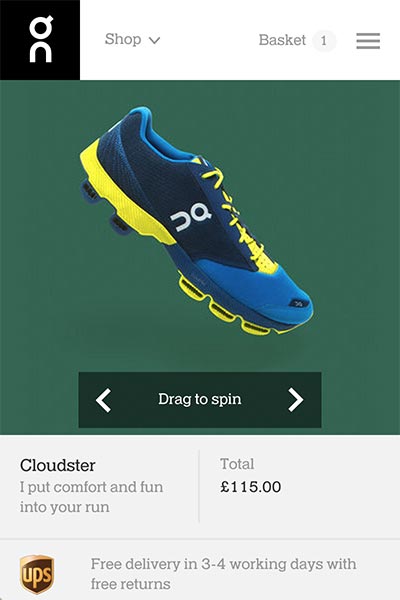 Shop
Basket 1
Drag to spin
Cloudster
I put comfort and fun
into your run
Total
£115.00
ups
Free delivery in 3-4 working days with
free returns